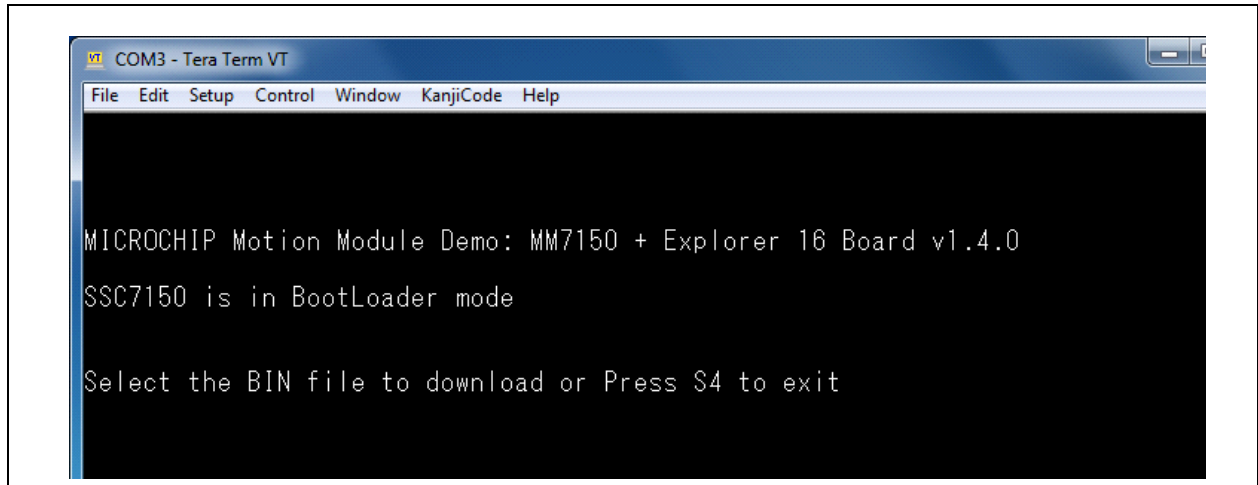 COM3 - Tera Term VT
File Edit Setup Control Window KanjiCode Help
MICROCHIP Motion Module Demo: MM7150 + Explorer 16 Board v1.4.0
SSC7150 is in BootLoader mode
Select the BIN file to download or Press S4 to exit